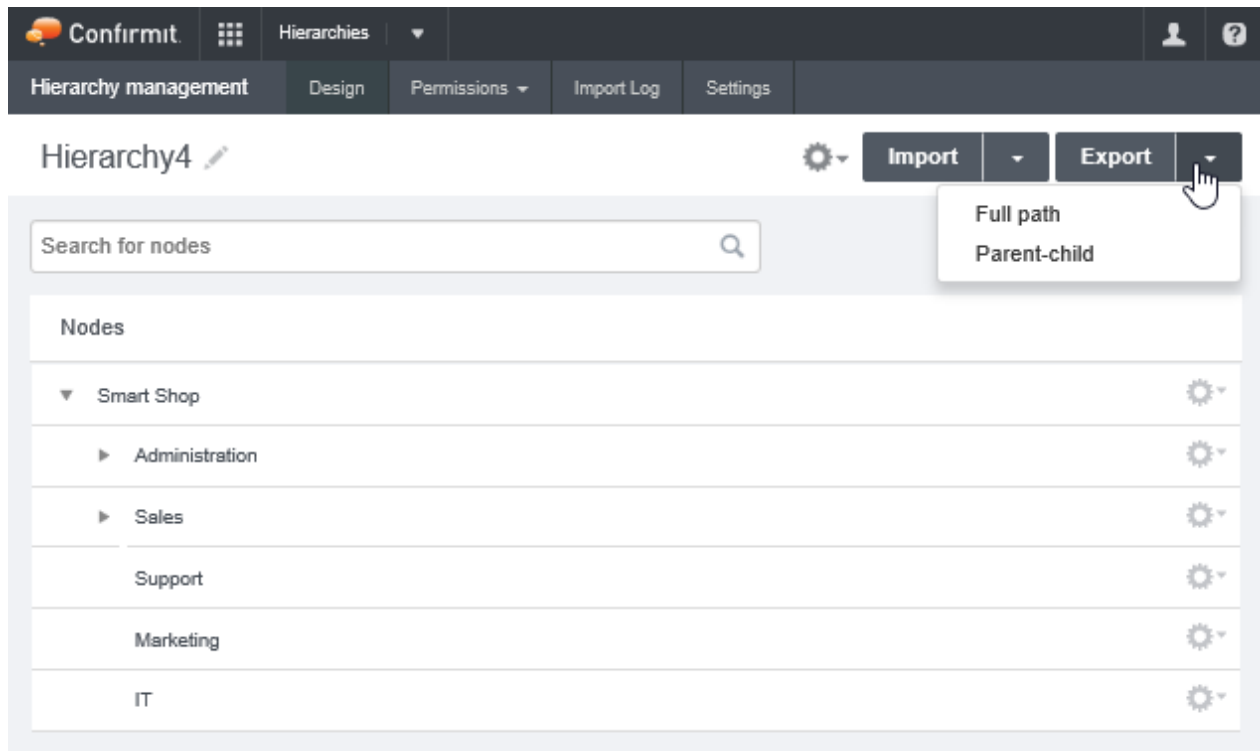 Confirmit. Hierarchies
Hierarchy management Design Permissions Import Log Settings
Hierarchy4 Import Export
Full path
Parent-child
Search for nodes
Nodes
Smart Shop
Administration
Sales
Support
Marketing
IT